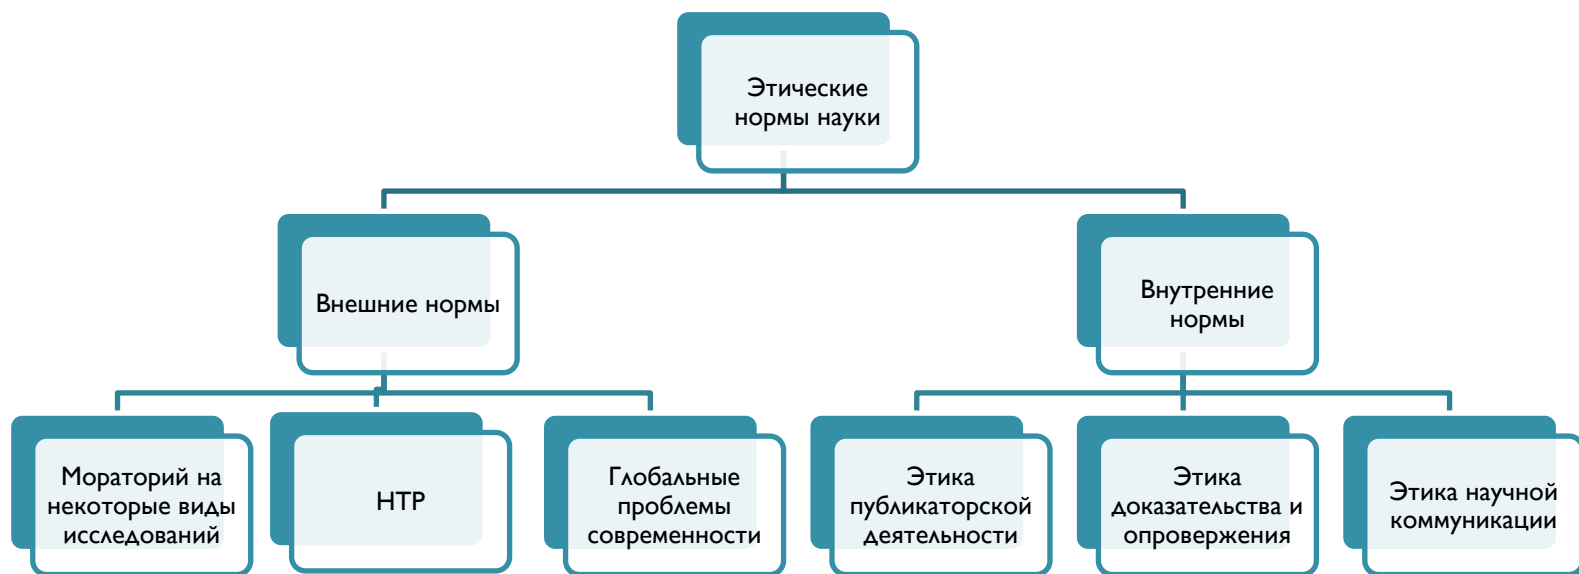 Этические
нормы науки
Внешние нормы
Внутренние
нормы
Мораторий на
некоторые виды
исследований
НТР
Глобальные
проблемы
современности
Этика
публикаторской
деятельности
Этика
доказательства и
опровержения
Этика научной
коммуникации